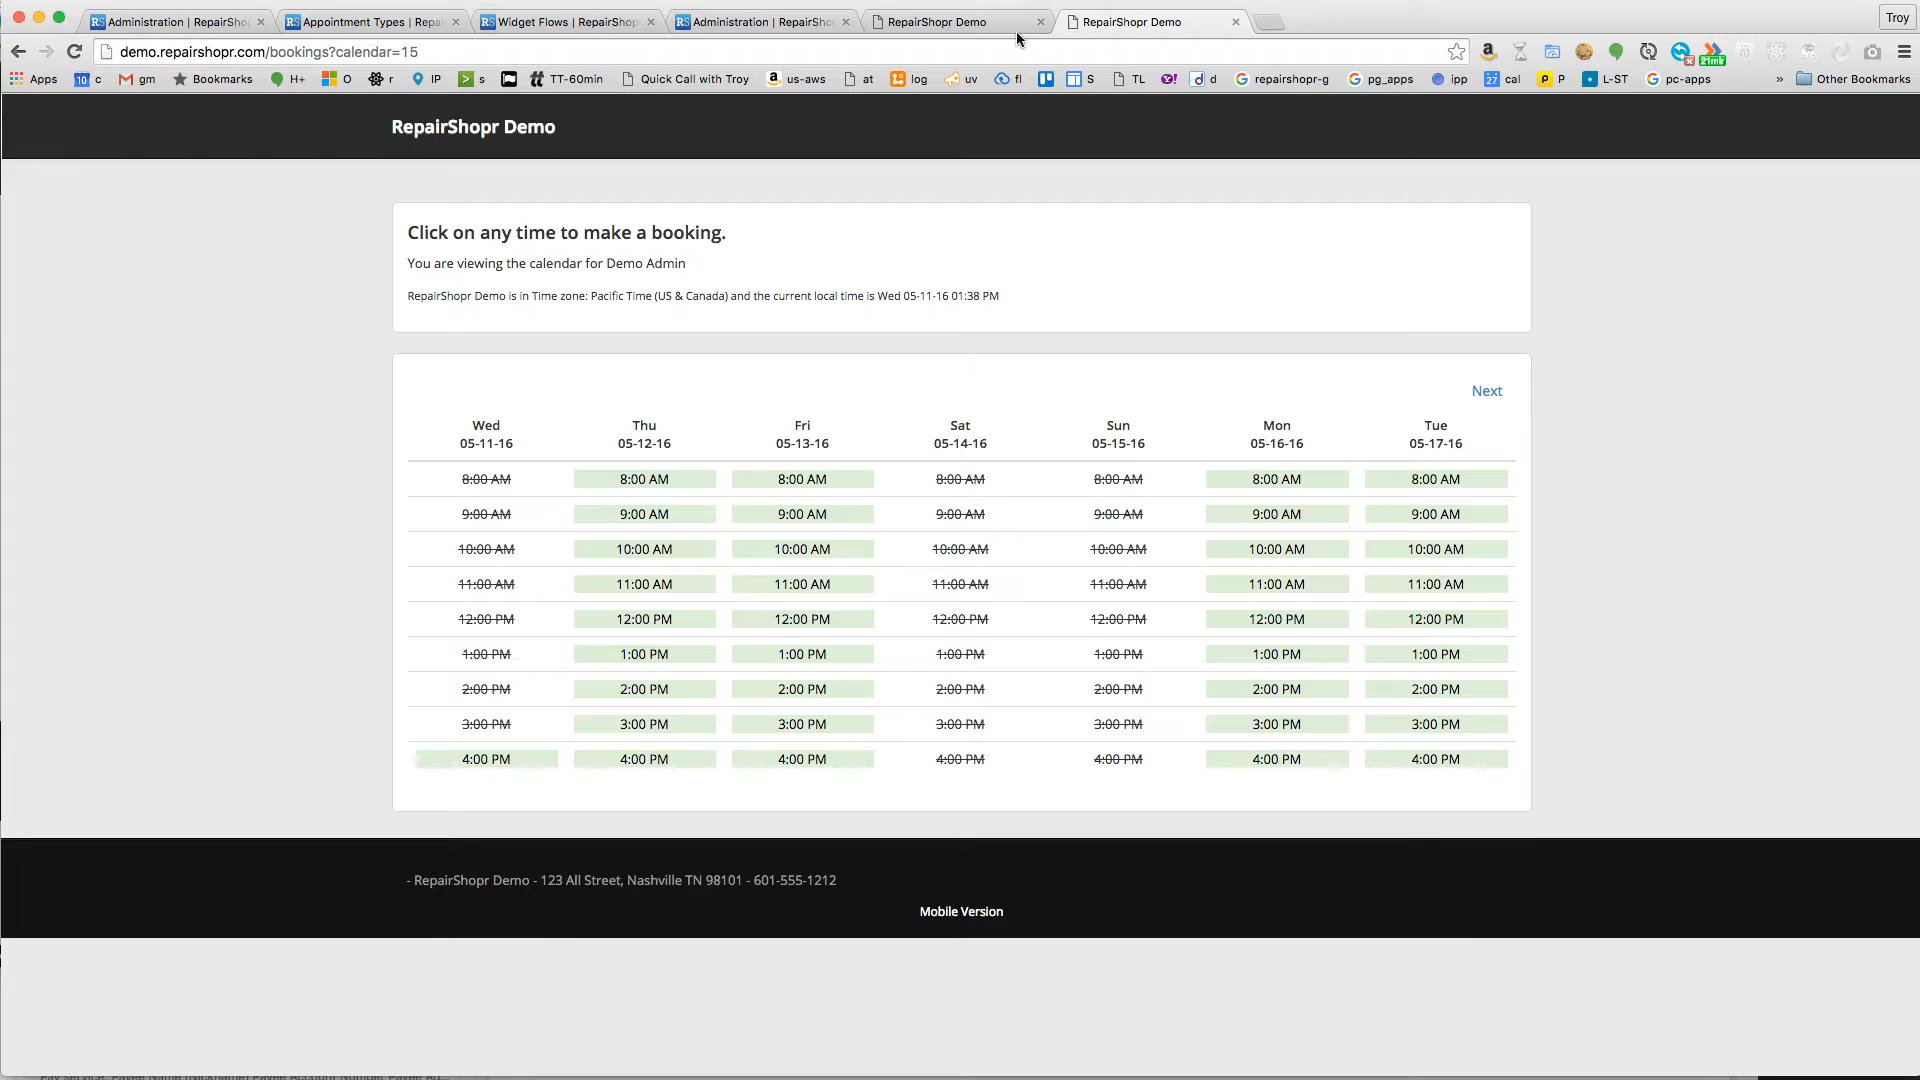 Administration | RepairSho
Appointment Types | Repai
Widget Flows | RepairShop
Administration | RepairSho
RepairShopr Demo
RepairShopr Demo
Troy
demo.repairshopr.com/bookings?calendar=15
21mi
Apps
10 c
gm
Bookmarks
H+
O
r
IP
s
TT-60min
Quick Call with Troy
us-aws
at
log
uv
fl
S
TL
d
repairshopr-g
pg_apps
ipp
27 cal
P
L-ST
pc-apps
»
Other Bookmarks
RepairShopr Demo
Click on any time to make a booking.
You are viewing the calendar for Demo Admin
RepairShopr Demo is in Time zone: Pacific Time (US & Canada) and the current local time is Wed 05-11-16 01:38 PM
Next
Wed Thu Fri Sat Sun Mon Tue
05-11-16 05-12-16 05-13-16 05-14-16 05-15-16 05-16-16 05-17-16
8:00 AM 8:00 AM 8:00 AM 8:00 AM 8:00 AM 8:00 AM 8:00 AM
9:00 AM 9:00 AM 9:00 AM 9:00 AM 9:00 AM 9:00 AM 9:00 AM
10:00 AM 10:00 AM 10:00 AM 10:00 AM 10:00 AM 10:00 AM 10:00 AM
11:00 AM 11:00 AM 11:00 AM 11:00 AM 11:00 AM 11:00 AM 11:00 AM
12:00 PM 12:00 PM 12:00 PM 12:00 PM 12:00 PM 12:00 PM 12:00 PM
1:00 PM 1:00 PM 1:00 PM 1:00 PM 1:00 PM 1:00 PM 1:00 PM
2:00 PM 2:00 PM 2:00 PM 2:00 PM 2:00 PM 2:00 PM 2:00 PM
3:00 PM 3:00 PM 3:00 PM 3:00 PM 3:00 PM 3:00 PM 3:00 PM
4:00 PM 4:00 PM 4:00 PM 4:00 PM 4:00 PM 4:00 PM 4:00 PM
- RepairShopr Demo - 123 All Street, Nashville TN 98101 - 601-555-1212
Mobile Version